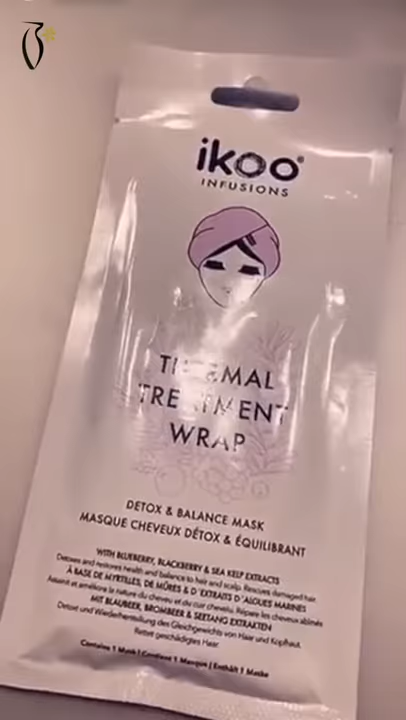 ikoo®
INFUSIONS
THERMAL
TREATMENT
WRAP
DETOX & BALANCE MASK
MASQUE CHEVEUX DÉTOX & ÉQUILIBRANT
WITH BLUEBERRY, BLACKBERRY & SEA KELP EXTRACTS
Detoxes and restores health and balance to hair and scalp. Rescues damaged hair
À BASE DE MYRTILLES, DE MÛRES & D'EXTRAITS D'ALGUES MARINES
Assainit et améliore la nature du cheveu et du cuir chevelu. Répare les cheveux abîmés
MIT BLAUBEER, BROMBEER & SEETANG EXTRAKTEN
Detox und Wiederherstellung des Gleichgewichts von Haar und Kopfhaut.
Rettet geschädigtes Haar
Contains 1 Mask | Contient 1 Masque | Enthält 1 Maske